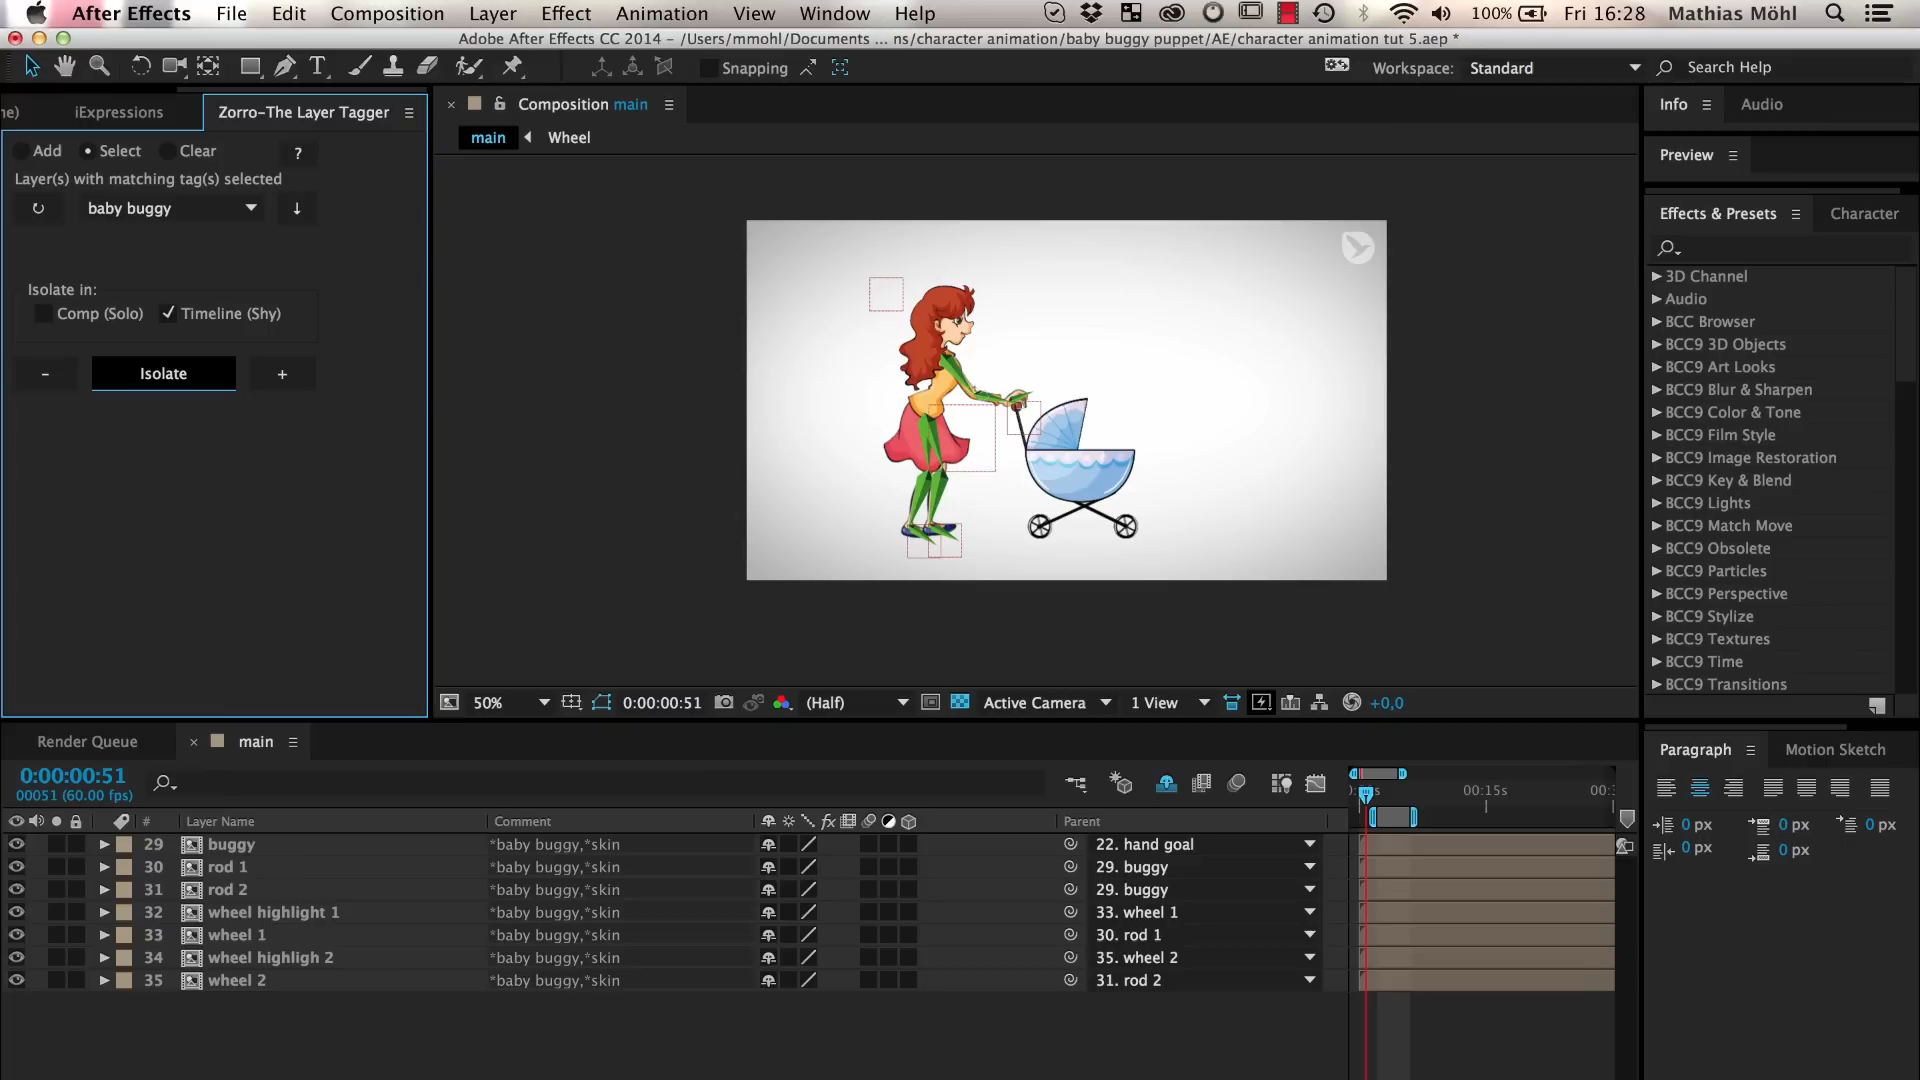 After Effects File Edit Composition Layer Effect Animation View Window Help 100% Fri 16:28 Mathias Möhl
Adobe After Effects CC 2014 - /Users/mmohl/Documents ... ns/character animation/baby buggy puppet/AE/character animation tut 5.aep *
Snapping
Workspace: Standard
Search Help
iExpressions
Zorro-The Layer Tagger
Add Select Clear ?
Layer(s) with matching tag(s) selected
baby buggy
Isolate in:
Comp (Solo) Timeline (Shy)
- Isolate +
Composition main
main Wheel
50% 0:00:00:51 (Half) Active Camera 1 View +0,0
Info Audio
Preview
Effects & Presets Character
3D Channel
Audio
BCC Browser
BCC9 3D Objects
BCC9 Art Looks
BCC9 Blur & Sharpen
BCC9 Color & Tone
BCC9 Film Style
BCC9 Image Restoration
BCC9 Key & Blend
BCC9 Lights
BCC9 Match Move
BCC9 Obsolete
BCC9 Particles
BCC9 Perspective
BCC9 Stylize
BCC9 Textures
BCC9 Time
BCC9 Transitions
Render Queue main
0:00:00:51
00051 (60.00 fps)
00:15s
# Layer Name Comment Parent
29 buggy *baby buggy,*skin 22. hand goal
30 rod 1 *baby buggy,*skin 29. buggy
31 rod 2 *baby buggy,*skin 29. buggy
32 wheel highlight 1 *baby buggy,*skin 33. wheel 1
33 wheel 1 *baby buggy,*skin 30. rod 1
34 wheel highligh 2 *baby buggy,*skin 35. wheel 2
35 wheel 2 *baby buggy,*skin 31. rod 2
Paragraph Motion Sketch
0 px 0 px 0 px
0 px 0 px